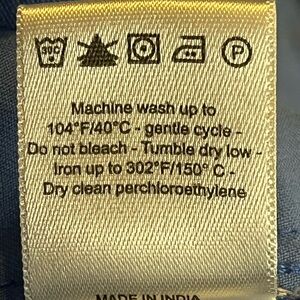 30C P
Machine wash up to
104°F/40°C - gentle cycle -
Do not bleach - Tumble dry low -
Iron up to 302°F/150° C -
Dry clean perchloroethylene
MADE IN INDIA